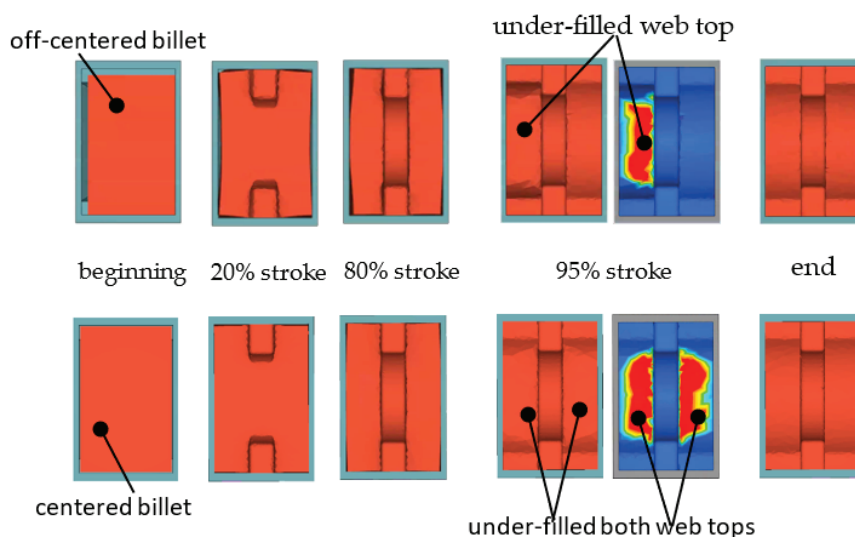 off-centered billet
under-filled web top
beginning
20% stroke
80% stroke
95% stroke
end
centered billet
under-filled both web tops